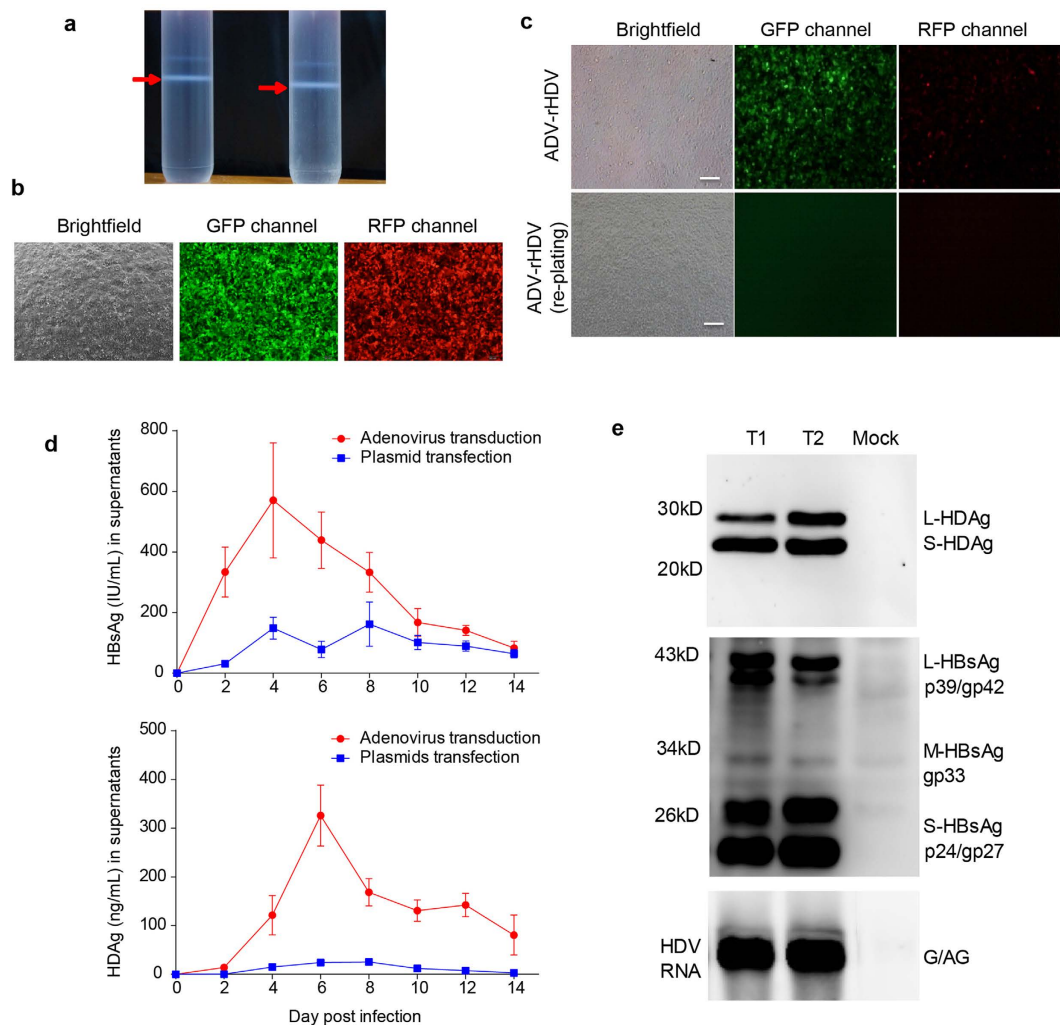 a
b
Brightfield GFP channel RFP channel
c
Brightfield GFP channel RFP channel
ADV-rHDV
ADV-rHDV
(re-plating)
d
HBsAg (IU/mL) in supernatants
800
600
400
200
0
Adenovirus transduction
Plasmid transfection
0 2 4 6 8 10 12 14
HDAg (ng/mL) in supernatants
500
400
300
200
100
0
Adenovirus transduction
Plasmids transfection
0 2 4 6 8 10 12 14
Day post infection
e
T1 T2 Mock
30kD
20kD
L-HDAg
S-HDAg
43kD
34kD
26kD
L-HBsAg
p39/gp42
M-HBsAg
gp33
S-HBsAg
p24/gp27
HDV
RNA
G/AG